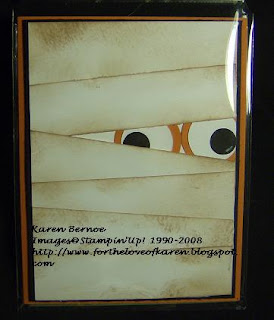 Karen Bernoe
Images©Stampin'Up! 1990-2008
http://www.fortheloveofkaren.blogspot.
com